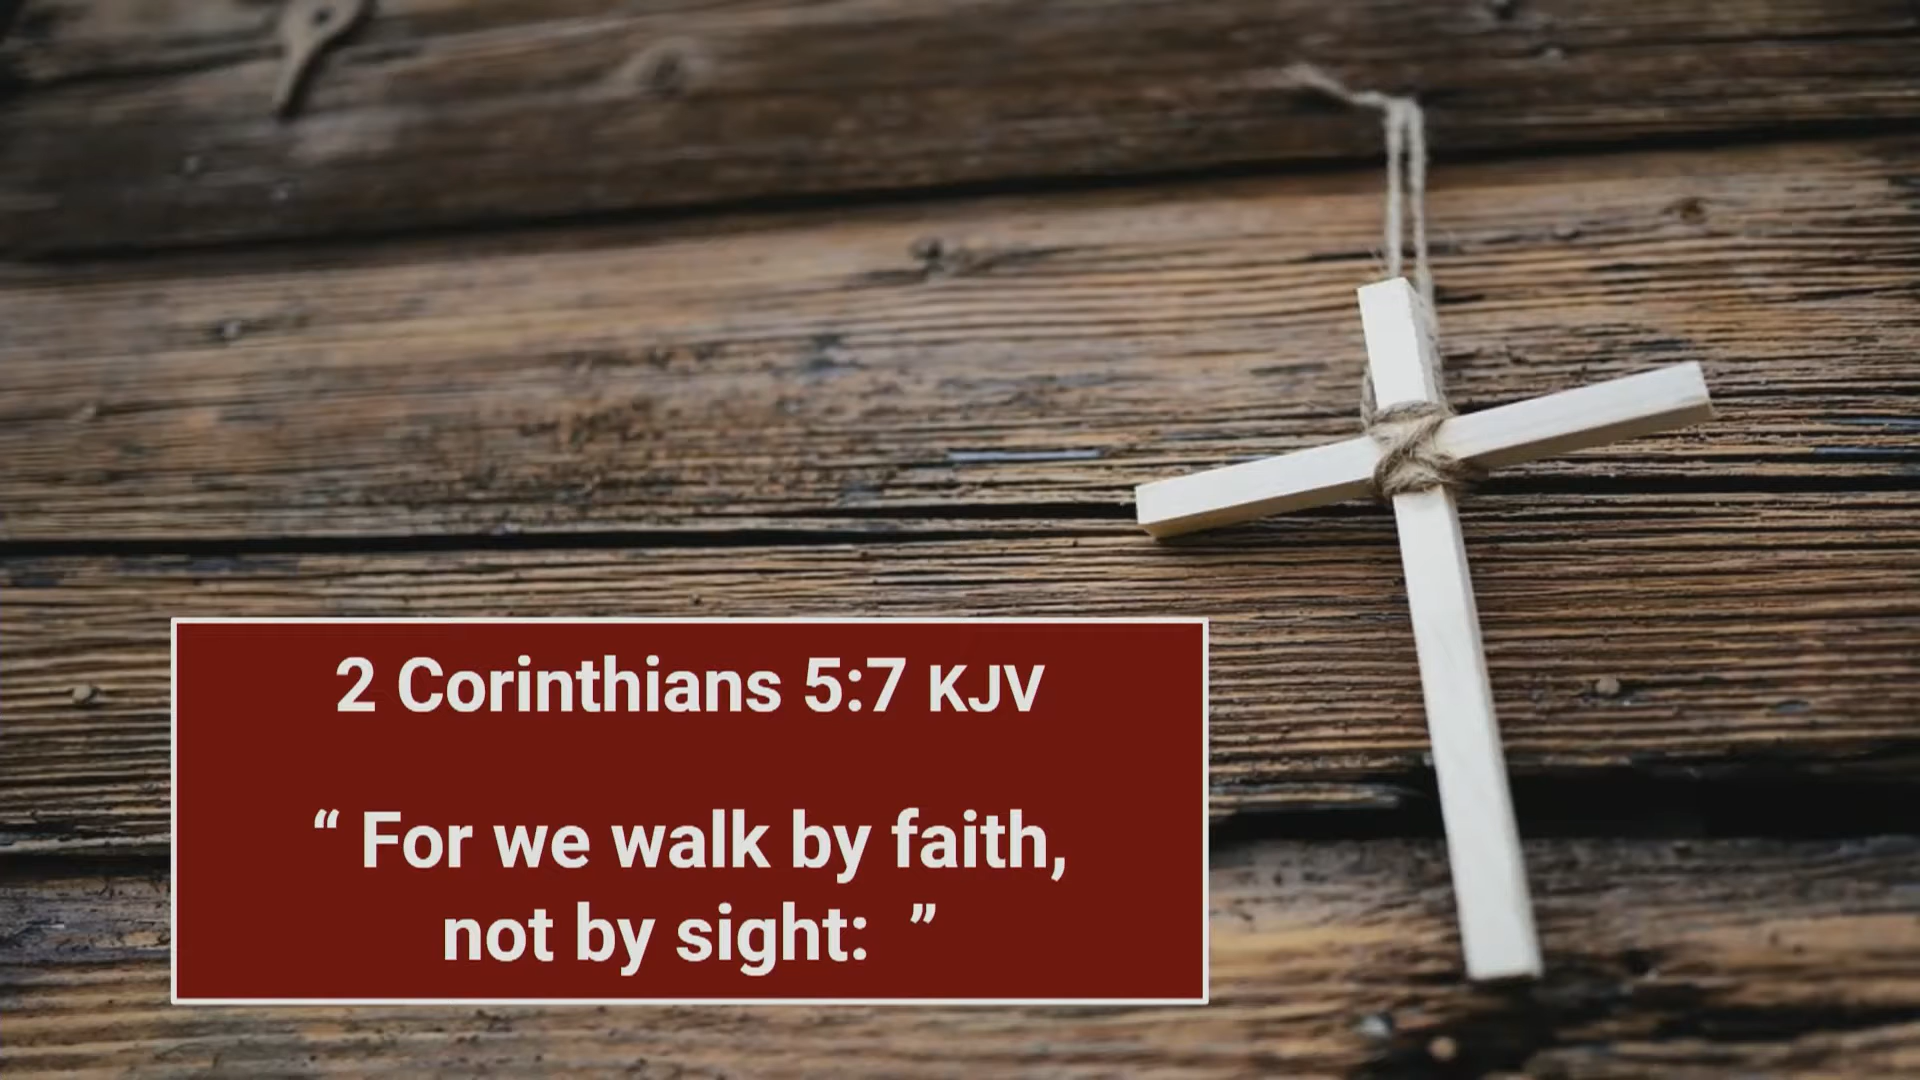 2 Corinthians 5:7 KJV
“ For we walk by faith,
not by sight: ”